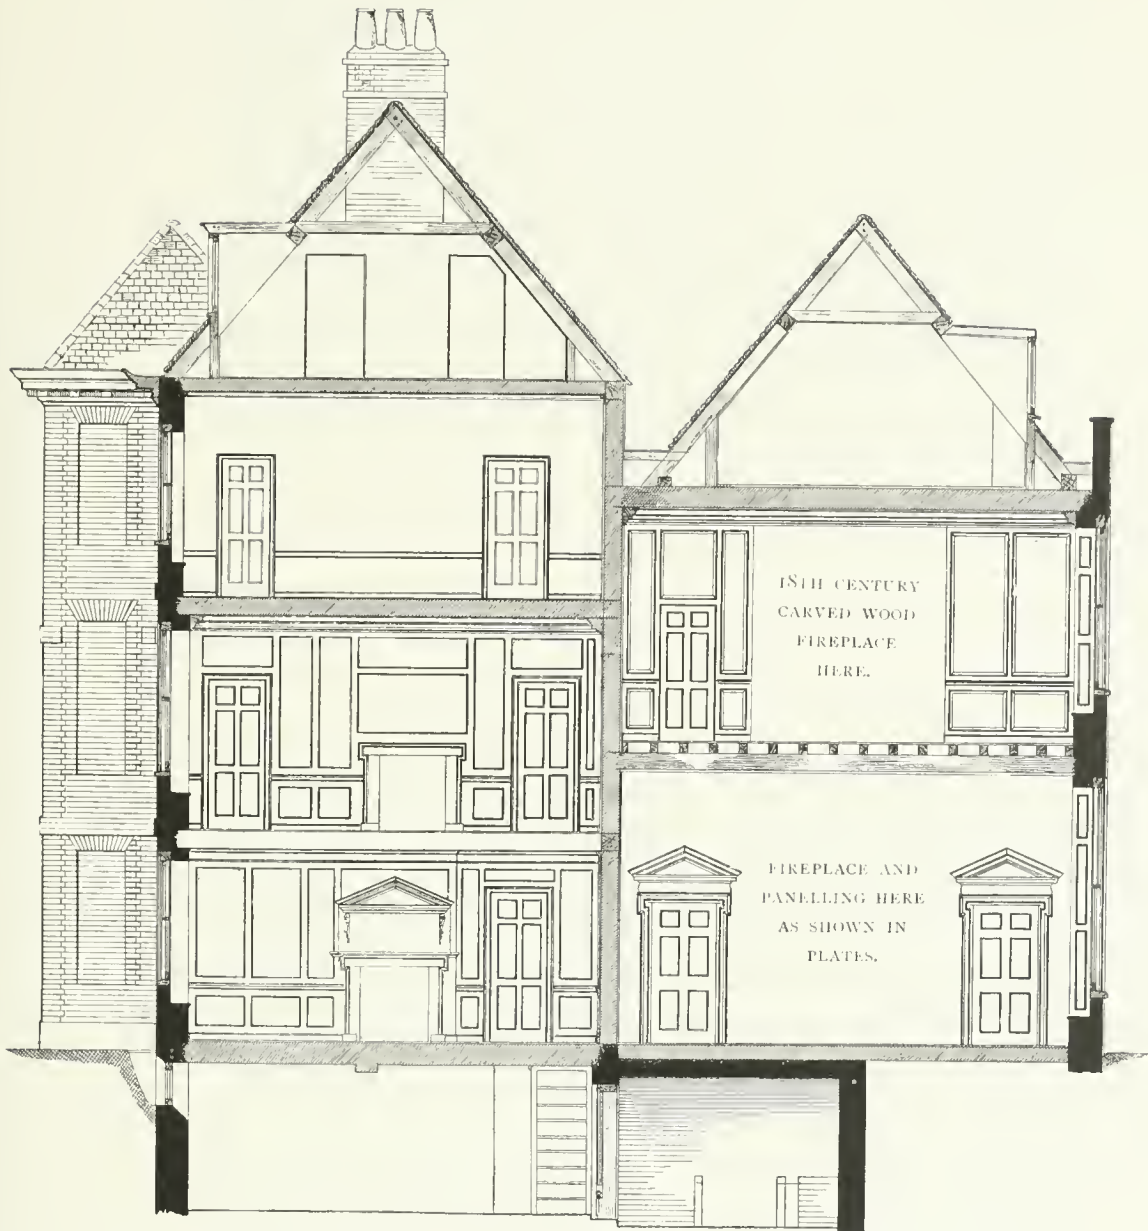 18TH CENTURY
CARVED WOOD
FIREPLACE
HERE.
FIREPLACE AND
PANELLING HERE
AS SHOWN IN
PLATES.